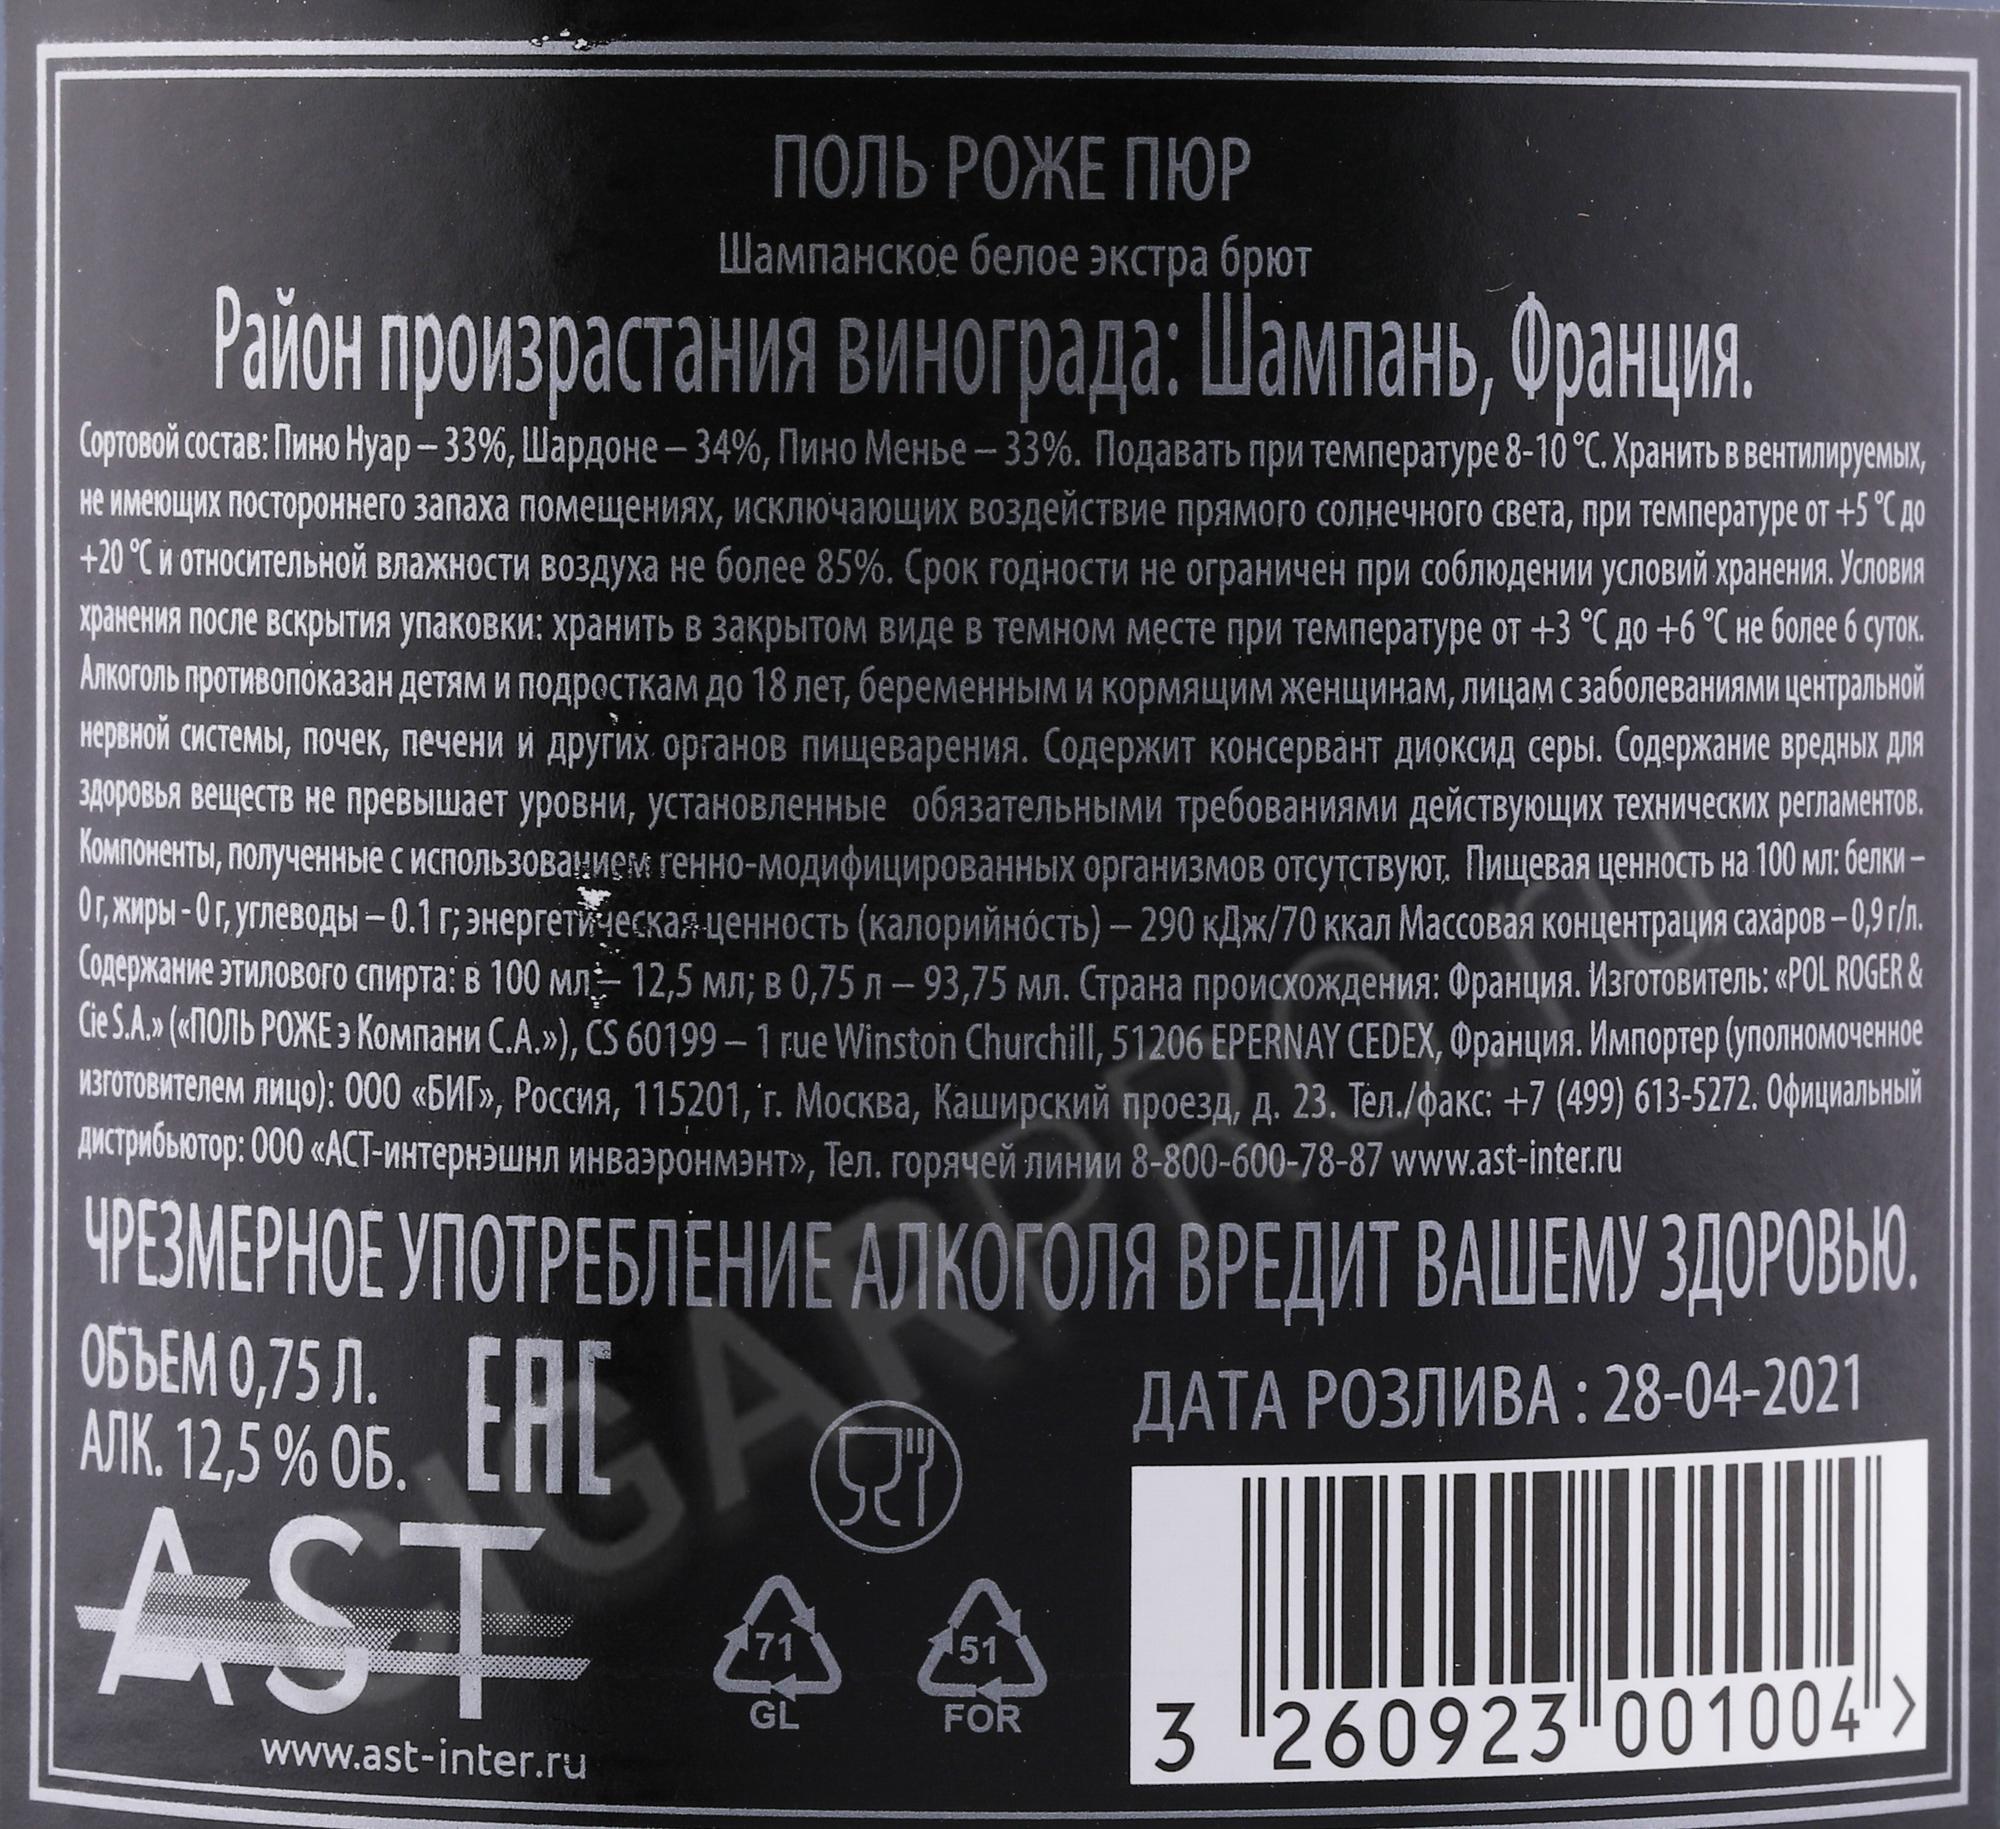 ПОЛЬ РОЖЕ ПЮР
Шампанское белое экстра брют
Район произрастания винограда: Шампань, Франция.
Сортовой состав: Пино Нуар – 33%, Шардоне – 34%, Пино Менье – 33%. Подавать при температуре 8-10 °С. Хранить в вентилируемых,
не имеющих постороннего запаха помещениях, исключающих воздействие прямого солнечного света, при температуре от +5 °С до
+20 °С и относительной влажности воздуха не более 85%. Срок годности не ограничен при соблюдении условий хранения. Условия
хранения после вскрытия упаковки: хранить в закрытом виде в темном месте при температуре от +3 °С до +6 °С не более 6 суток.
Алкоголь противопоказан детям и подросткам до 18 лет, беременным и кормящим женщинам, лицам с заболеваниями центральной
нервной системы, почек, печени и других органов пищеварения. Содержит консервант диоксид серы. Содержание вредных для
здоровья веществ не превышает уровни, установленные обязательными требованиями действующих технических регламентов.
Компоненты, полученные с использованием генно-модифицированных организмов отсутствуют. Пищевая ценность на 100 мл: белки –
0 г, жиры - 0 г, углеводы – 0.1 г; энергетическая ценность (калорийность) – 290 кДж/70 ккал Массовая концентрация сахаров – 0,9 г/л.
Содержание этилового спирта: в 100 мл – 12,5 мл; в 0,75 л – 93,75 мл. Страна происхождения: Франция. Изготовитель: «POL ROGER &
Cie S.A.» («ПОЛЬ РОЖЕ э Компани С.А.»), CS 60199 – 1 rue Winston Churchill, 51206 EPERNAY CEDEX, Франция. Импортер (уполномоченное
изготовителем лицо): ООО «БИГ», Россия, 115201, г. Москва, Каширский проезд, д. 23. Тел./факс: +7 (499) 613-5272. Официальный
дистрибьютор: ООО «АСТ-интернэшнл инваэронмэнт», Тел. горячей линии 8-800-600-78-87 www.ast-inter.ru
ЧРЕЗМЕРНОЕ УПОТРЕБЛЕНИЕ АЛКОГОЛЯ ВРЕДИТ ВАШЕМУ ЗДОРОВЬЮ.
ОБЪЕМ 0,75 Л.
АЛК. 12,5 % ОБ.
EAC
ДАТА РОЗЛИВА : 28-04-2021
AST
www.ast-inter.ru
71
GL
51
FOR
3 260923 001004 >
CIGARPRO.ru